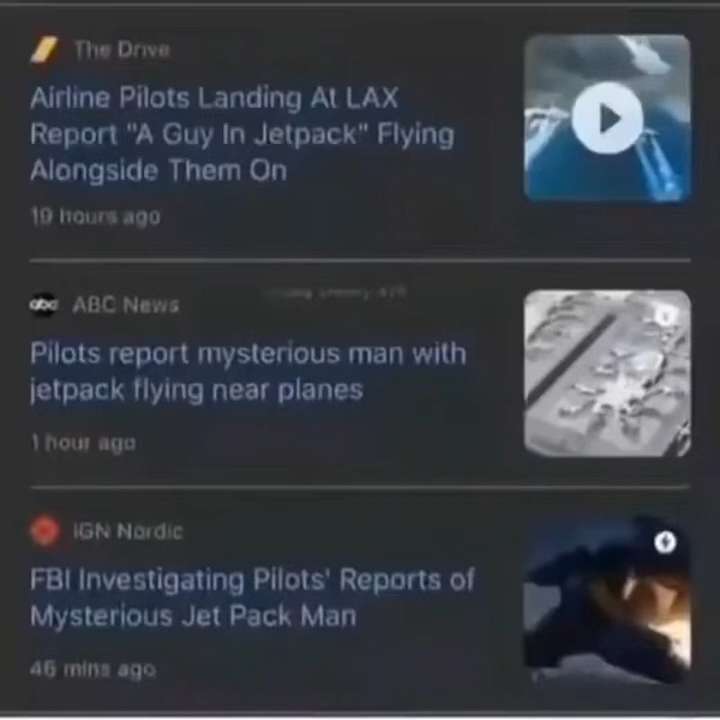 The Drive
Airline Pilots Landing At LAX
Report "A Guy In Jetpack" Flying
Alongside Them On
19 hours ago
abc ABC News
Pilots report mysterious man with
jetpack flying near planes
1 hour ago
IGN Nordic
FBI Investigating Pilots' Reports of
Mysterious Jet Pack Man
46 mins ago